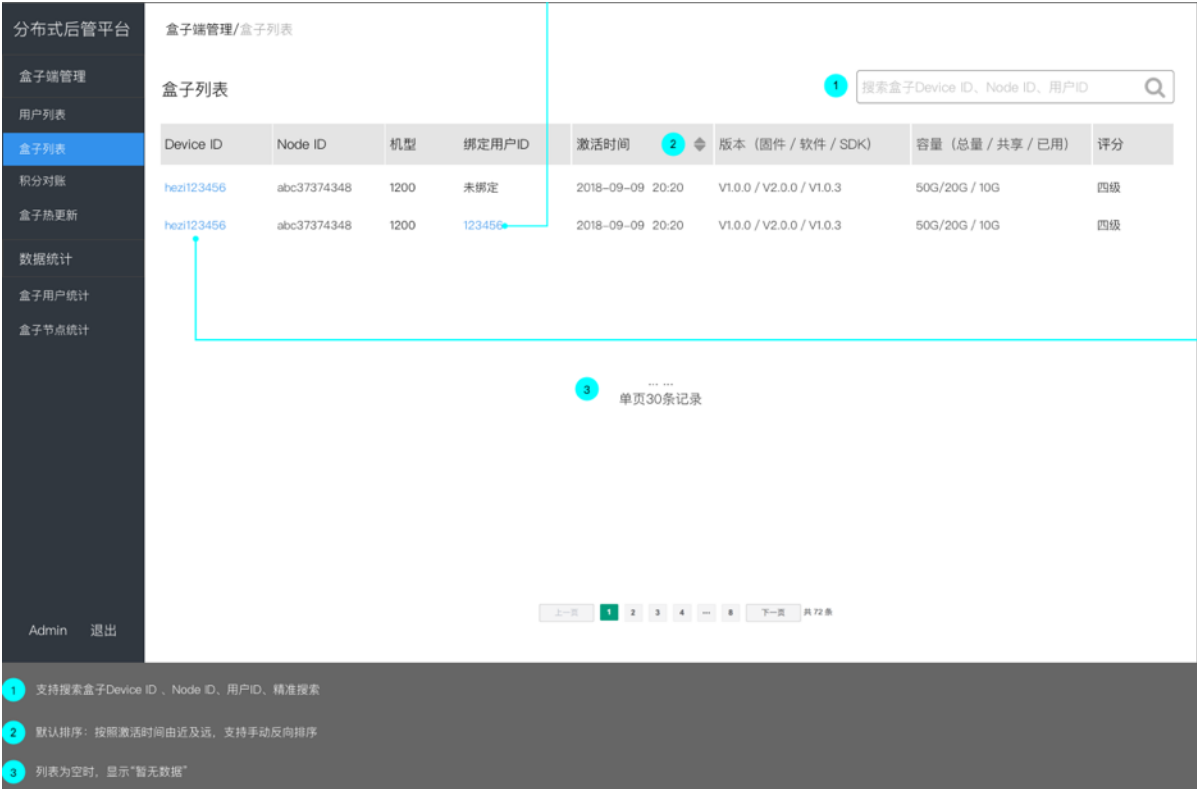 分布式后管平台
盒子端管理/盒子列表
盒子端管理
用户列表
盒子列表
积分对账
盒子热更新
数据统计
盒子用户统计
盒子节点统计
Admin 退出
盒子列表
1 搜索盒子Device ID、Node ID、用户ID
Device ID Node ID 机型 绑定用户ID 激活时间 2 版本（固件 / 软件 / SDK） 容量（总量 / 共享 / 已用） 评分
hezi123456 abc37374348 1200 未绑定 2018-09-09 20:20 V1.0.0 / V2.0.0 / V1.0.3 50G/20G / 10G 四级
hezi123456 abc37374348 1200 123456 2018-09-09 20:20 V1.0.0 / V2.0.0 / V1.0.3 50G/20G / 10G 四级
... ...
3 单页30条记录
上一页 1 2 3 4 ... 8 下一页 共 72 条
1 支持搜索盒子Device ID 、Node ID、用户ID、精准搜索
2 默认排序：按照激活时间由近及远，支持手动反向排序
3 列表为空时，显示“暂无数据”